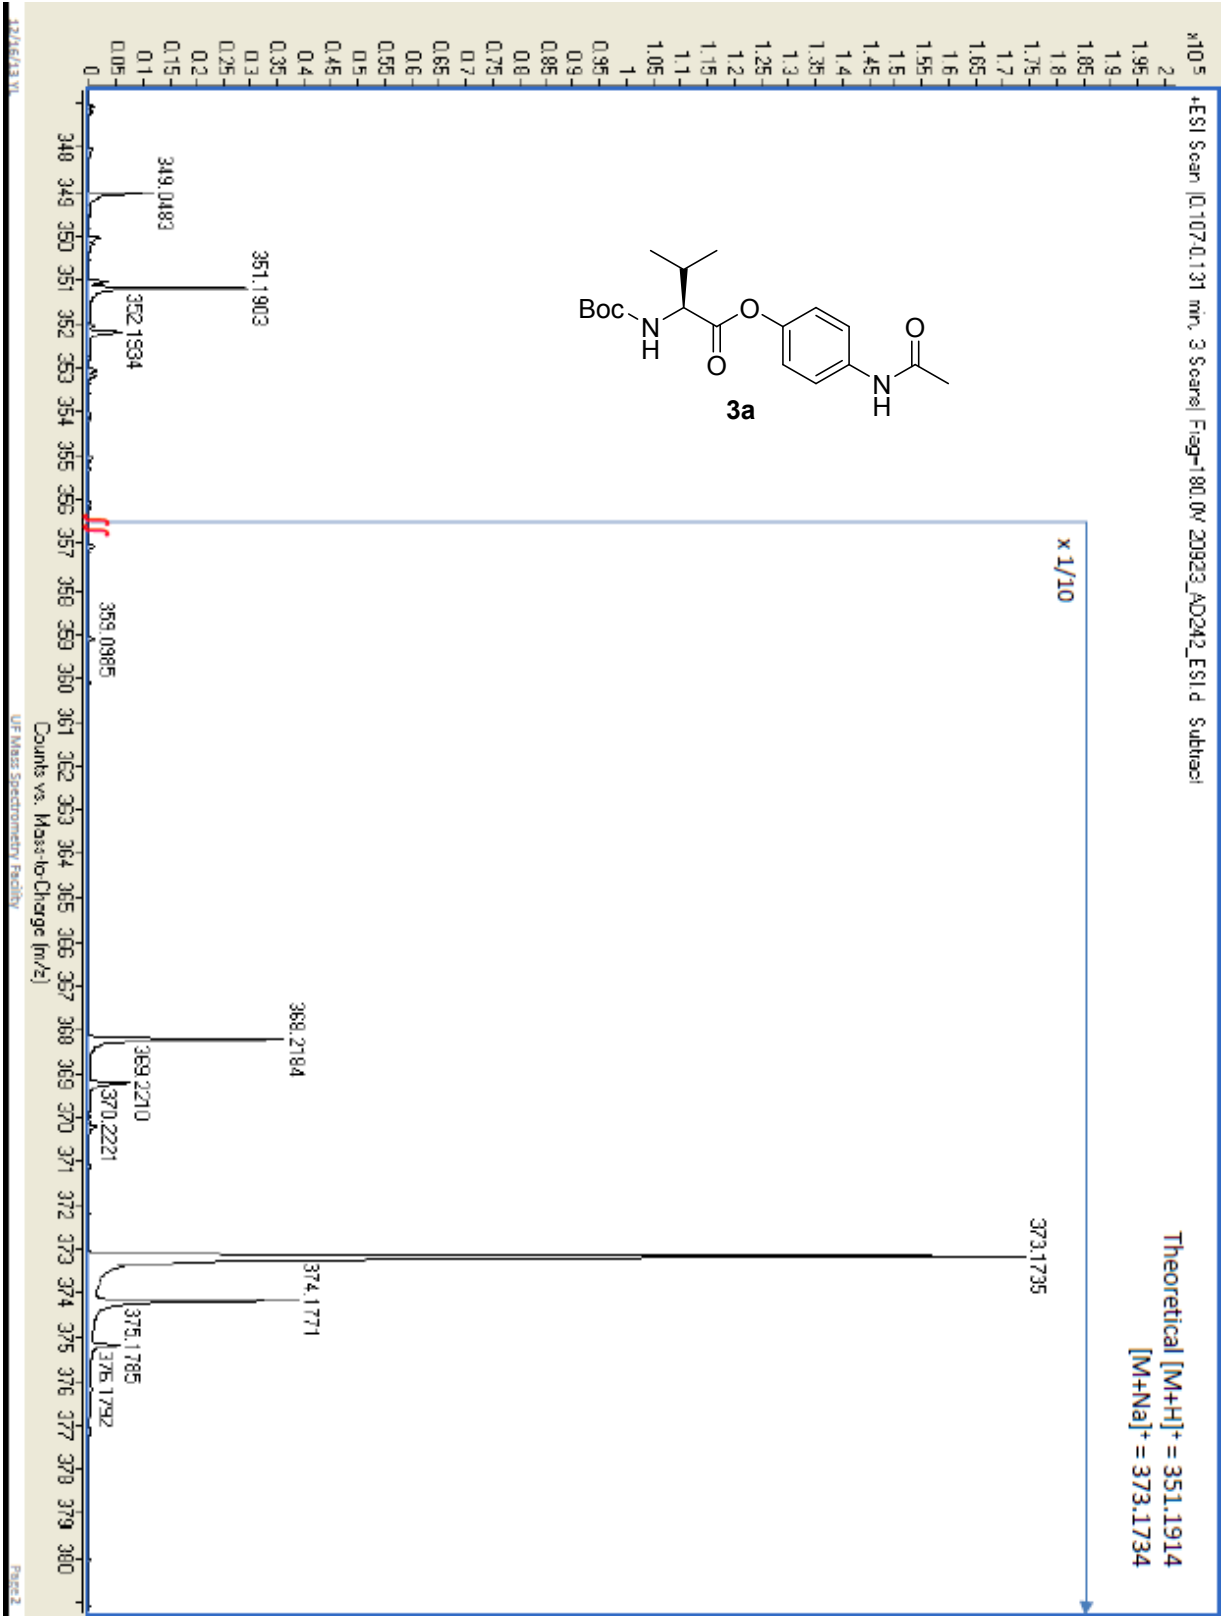 x10 5
+ESI Scan (0.107-0.131 min, 3 Scans) Frag=180.0V 20923_AD242_ESI.d Subtract
Theoretical [M+H]+ = 351.1914
[M+Na]+ = 373.1734
2
1.95
1.9
1.85
1.8
1.75
1.7
1.65
1.6
1.55
1.5
1.45
1.4
1.35
1.3
1.25
1.2
1.15
1.1
1.05
1
0.95
0.9
0.85
0.8
0.75
0.7
0.65
0.6
0.55
0.5
0.45
0.4
0.35
0.3
0.25
0.2
0.15
0.1
0.05
0
x 1/10
349.0483
351.1903
352.1934
359.0985
368.2184
369.2210
370.2221
373.1735
374.1771
375.1785
376.1792
Boc
N
H
O
O
O
N
H
3a
348 349 350 351 352 353 354 355 356 357 358 359 360 361 362 363 364 365 366 367 368 369 370 371 372 373 374 375 376 377 378 379 380
Counts vs. Mass-to-Charge (m/z)
12/16/13 YL
UF Mass Spectrometry Facility
Page 2